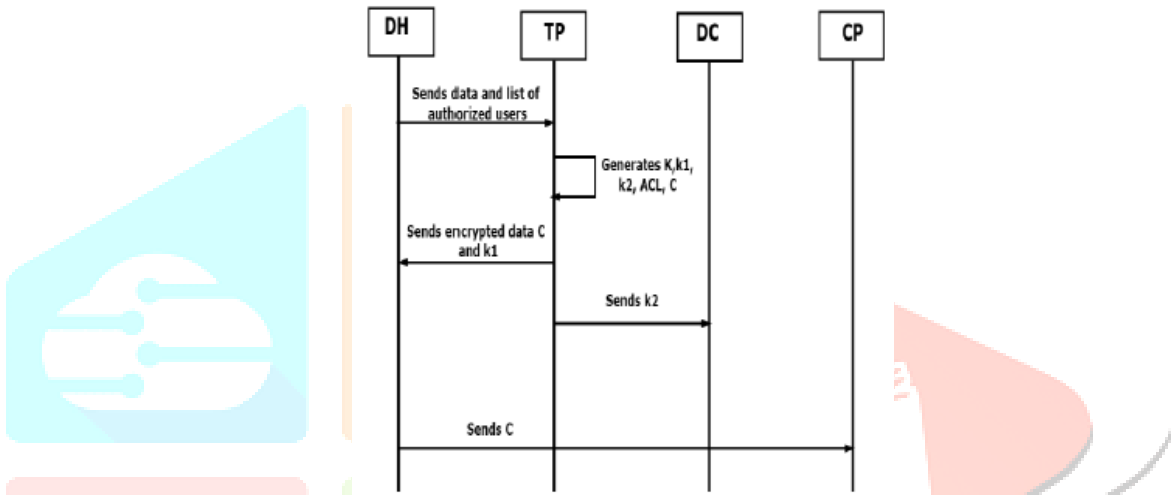 DH
TP
DC
CP
Sends data and list of
authorized users
Generates K,k1,
k2, ACL, C
Sends encrypted data C
and k1
Sends k2
Sends C